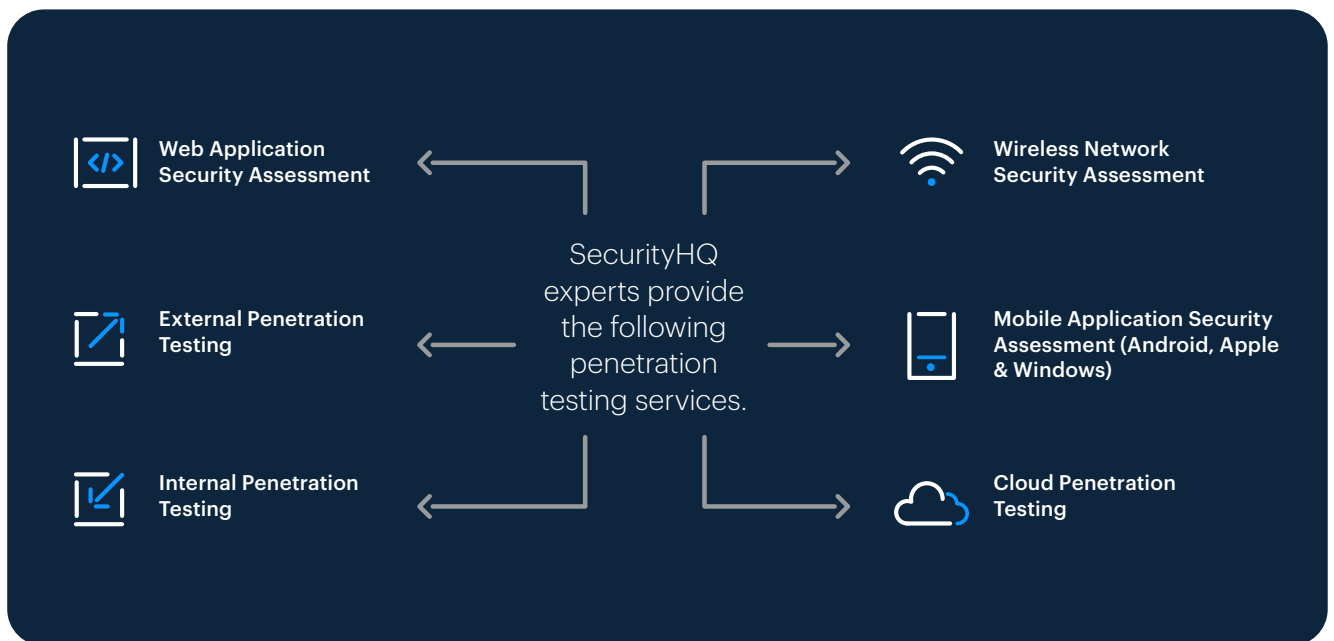 Web Application
Security Assessment
External Penetration
Testing
Internal Penetration
Testing
SecurityHQ
experts provide
the following
penetration
testing services.
Wireless Network
Security Assessment
Mobile Application Security
Assessment (Android, Apple
& Windows)
Cloud Penetration
Testing